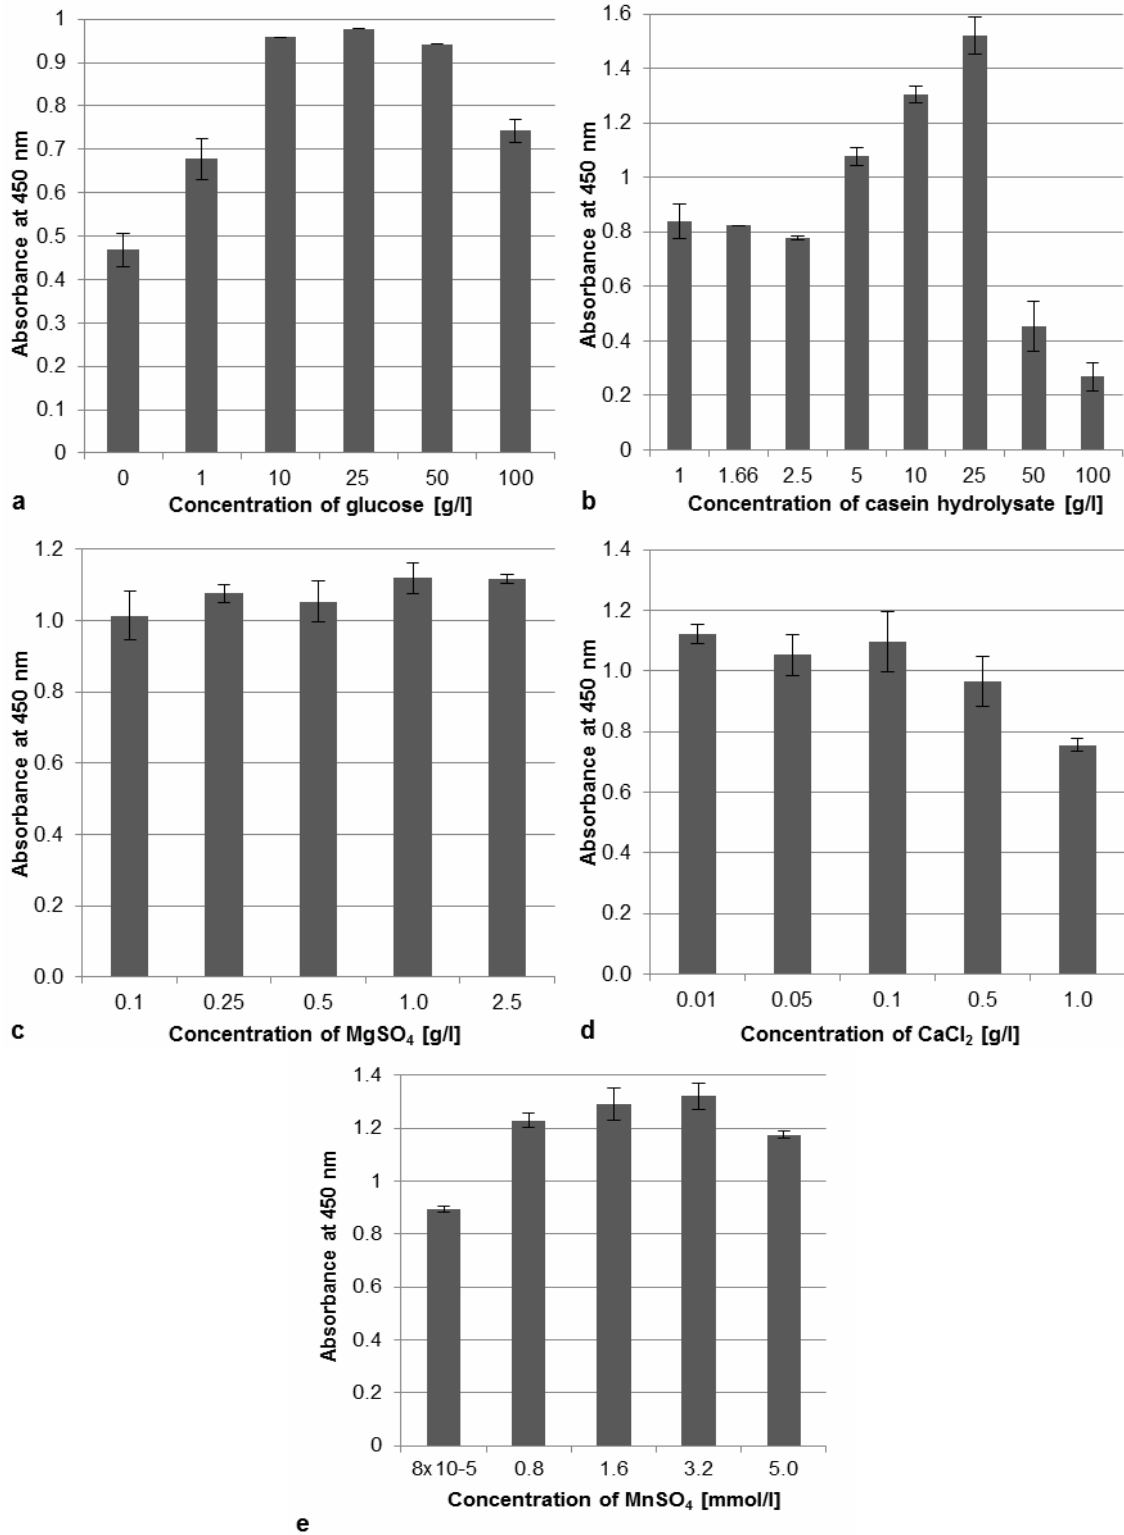 1
0.9
0.8
0.7
0.6
0.5
0.4
0.3
0.2
0.1
0
Absorbance at 450 nm
0 1 10 25 50 100
Concentration of glucose [g/l]
a
1.6
1.4
1.2
1
0.8
0.6
0.4
0.2
0
Absorbance at 450 nm
1 1.66 2.5 5 10 25 50 100
Concentration of casein hydrolysate [g/l]
b
1.2
1.0
0.8
0.6
0.4
0.2
0.0
Absorbance at 450 nm
0.1 0.25 0.5 1.0 2.5
Concentration of MgSO₄ [g/l]
c
1.4
1.2
1.0
0.8
0.6
0.4
0.2
0.0
Absorbance at 450 nm
0.01 0.05 0.1 0.5 1.0
Concentration of CaCl₂ [g/l]
d
1.4
1.2
1
0.8
0.6
0.4
0.2
0
Absorbance at 450 nm
8x10-5 0.8 1.6 3.2 5.0
Concentration of MnSO₄ [mmol/l]
e